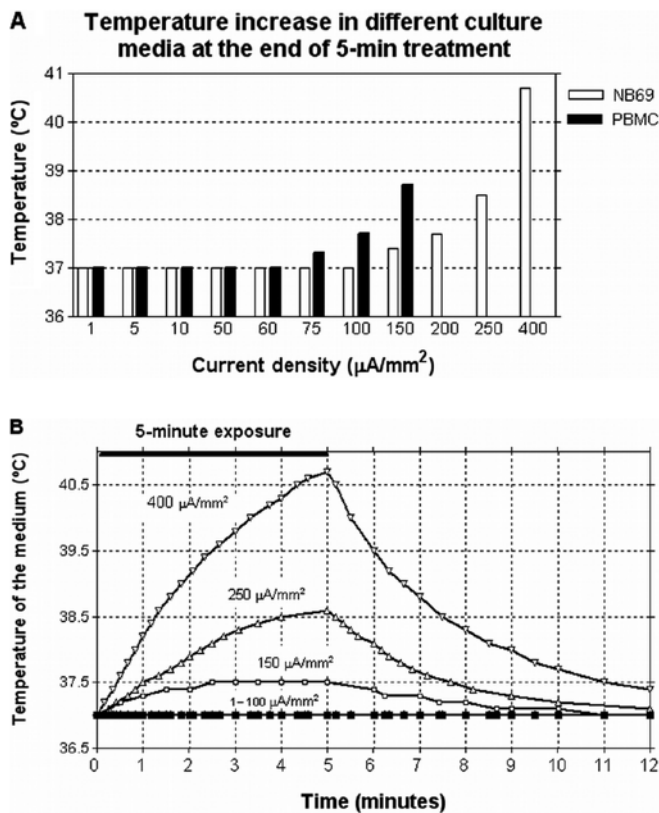 A
Temperature increase in different culture
media at the end of 5-min treatment
NB69
PBMC
Temperature (ºC)
41
40
39
38
37
36
1 5 10 50 60 75 100 150 200 250 400
Current density (µA/mm²)
B
5-minute exposure
Temperature of the medium (ºC)
40.5
39.5
38.5
37.5
36.5
400 µA/mm²
250 µA/mm²
150 µA/mm²
1–100 µA/mm²
0 1 2 3 4 5 6 7 8 9 10 11 12
Time (minutes)